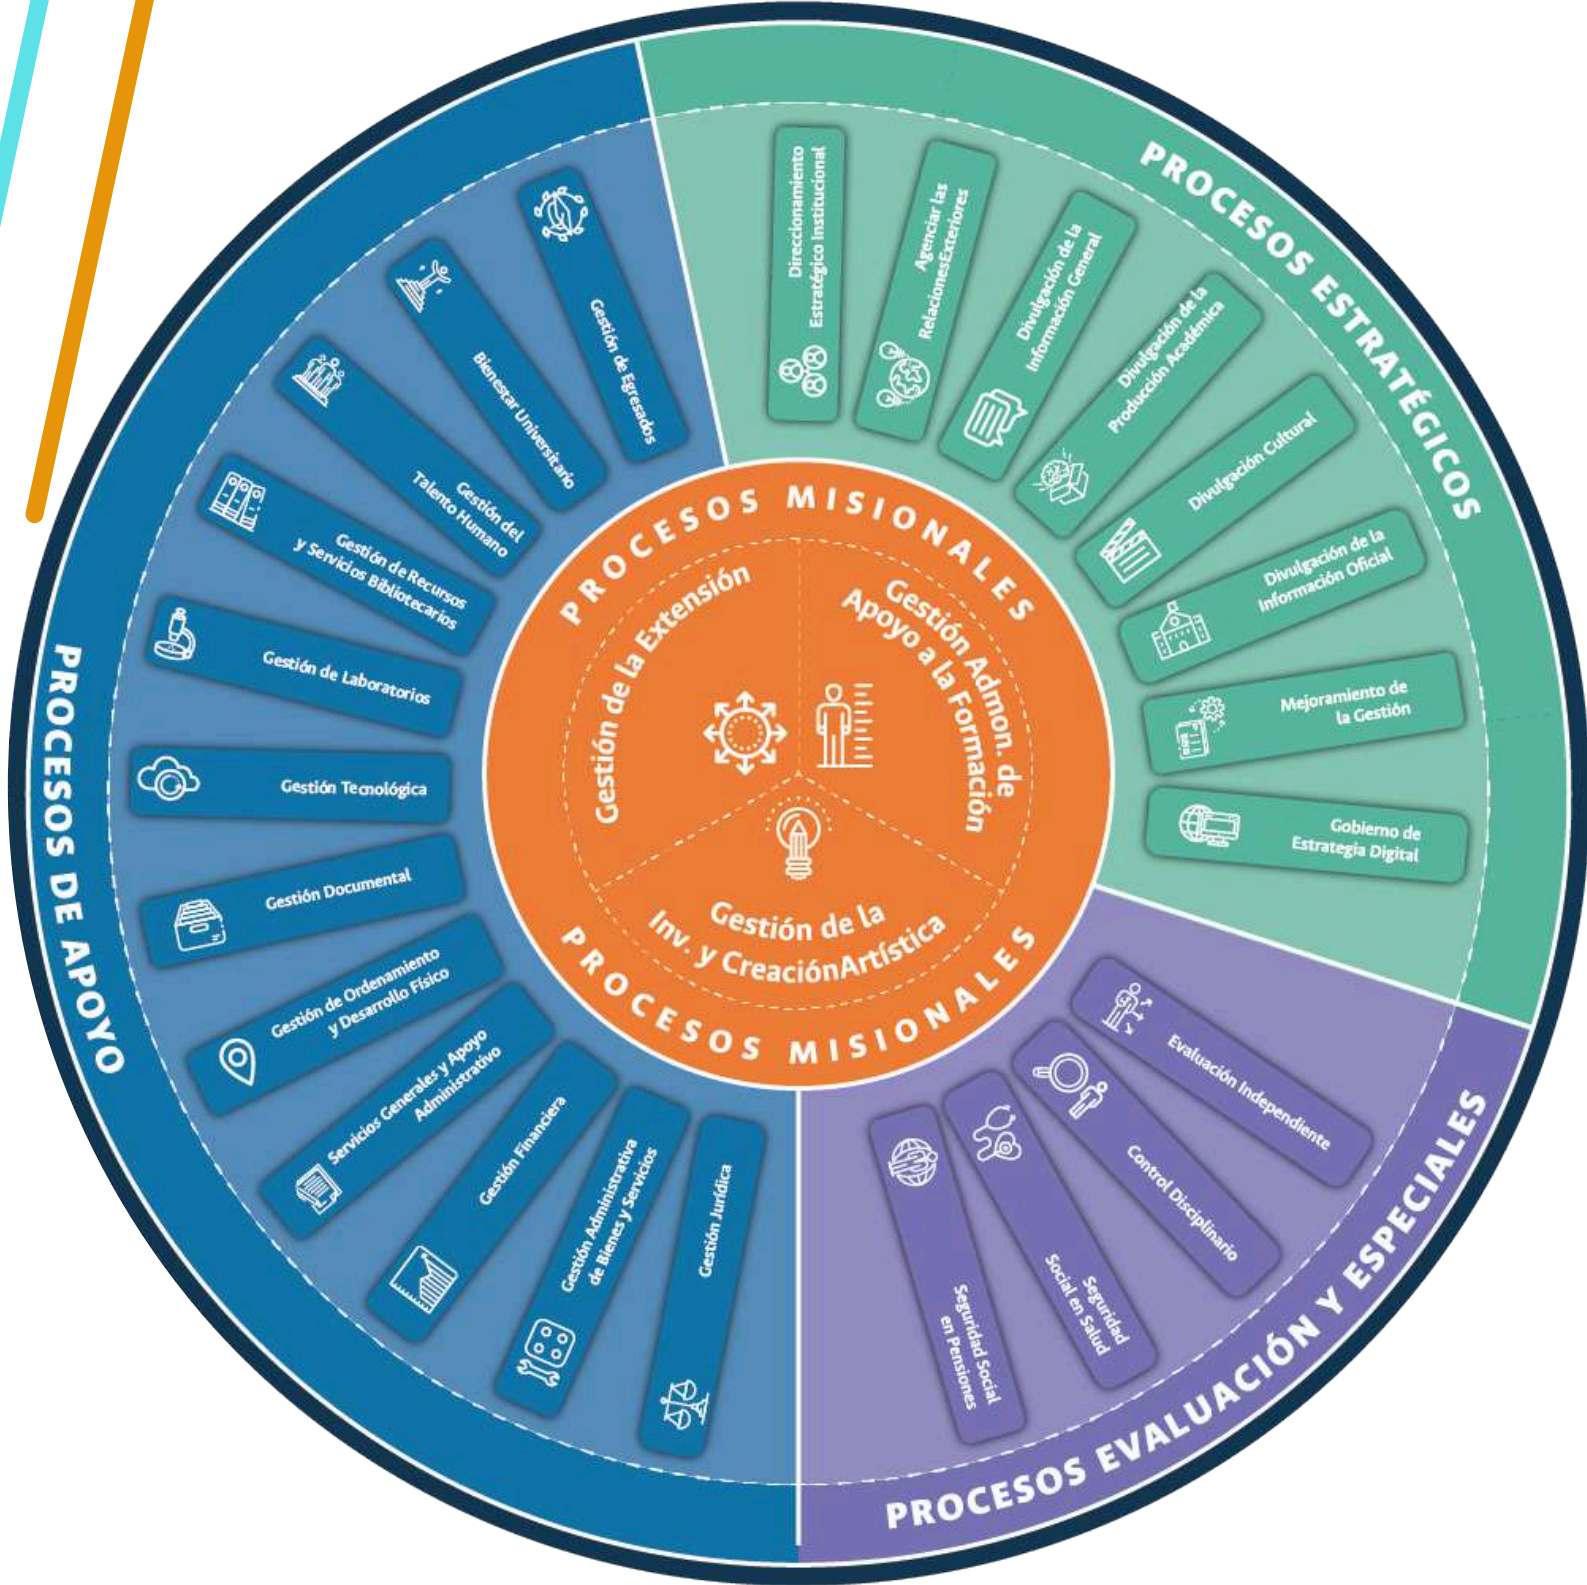 PROCESOS ESTRATÉGICOS
Direccionamiento
Estratégico Institucional
Agenciar las
RelacionesExteriores
Divulgación de la
Información General
Divulgación de la
Producción Académica
Divulgación Cultural
Divulgación de la
Información Oficial
Mejoramiento de
la Gestión
Gobierno de
Estrategia Digital
PROCESOS EVALUACIÓN Y ESPECIALES
Evaluación Independiente
Control Disciplinario
Seguridad
Social en Salud
Seguridad Social
en Pensiones
PROCESOS DE APOYO
Gestión de Egresados
Bienestar Universitario
Gestión del
Talento Humano
Gestión de Recursos
y Servicios Bibliotecarios
Gestión de Laboratorios
Gestión Tecnológica
Gestión Documental
Gestión de Ordenamiento
y Desarrollo Físico
Servicios Generales y Apoyo
Administrativo
Gestión Financiera
Gestión Administrativa
de Bienes y Servicios
Gestión Jurídica
PROCESOS MISIONALES
Gestión de la Extensión
Gestión Admon. de
Apoyo a la Formación
Gestión de la
Inv. y CreaciónArtística
PROCESOS MISIONALES